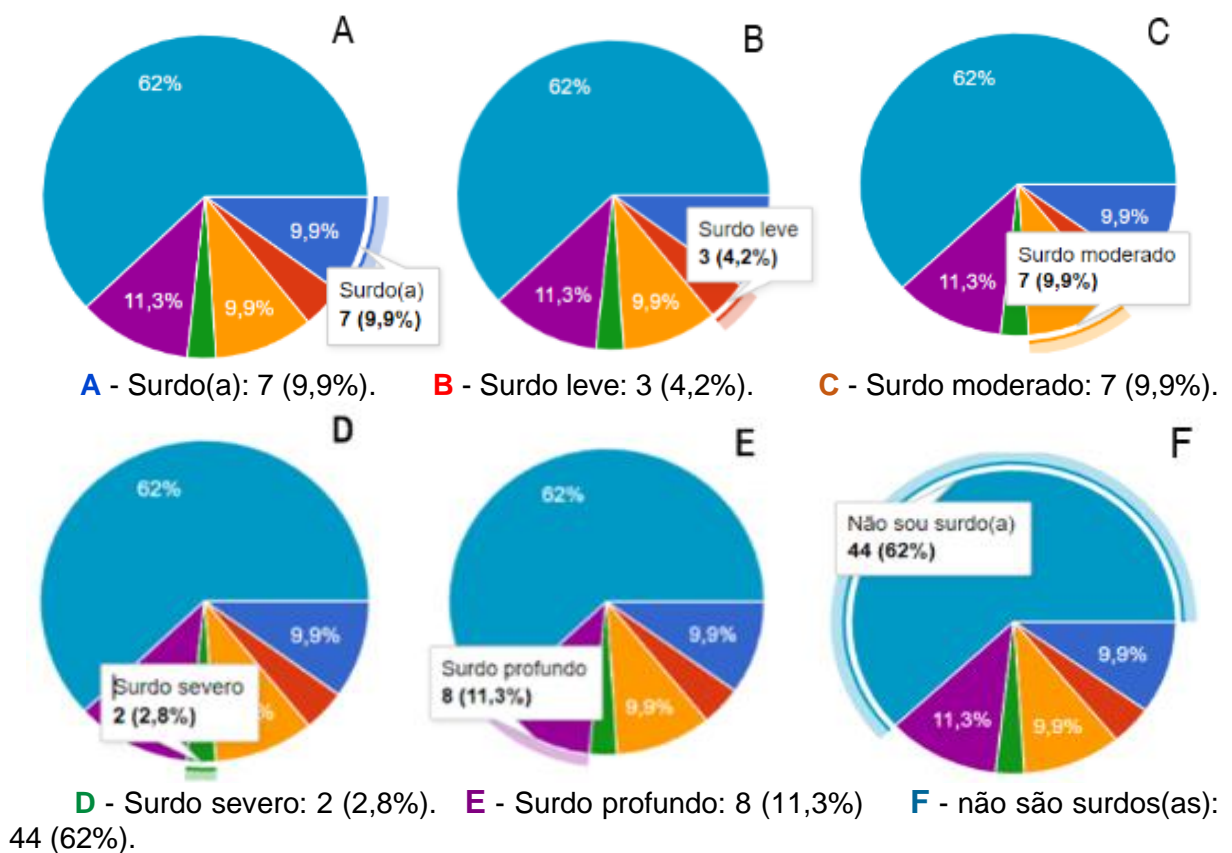 A
62%
9,9%
Surdo(a)
7 (9,9%)
11,3%
9,9%
B
62%
Surdo leve
3 (4,2%)
11,3%
9,9%
C
62%
9,9%
Surdo moderado
7 (9,9%)
11,3%
A - Surdo(a): 7 (9,9%). B - Surdo leve: 3 (4,2%). C - Surdo moderado: 7 (9,9%).
D
62%
9,9%
Surdo severo
2 (2,8%)
%
E
62%
9,9%
Surdo profundo
8 (11,3%)
9,9%
F
Não sou surdo(a)
44 (62%)
9,9%
11,3%
9,9%
D - Surdo severo: 2 (2,8%). E - Surdo profundo: 8 (11,3%) F - não são surdos(as):
44 (62%).